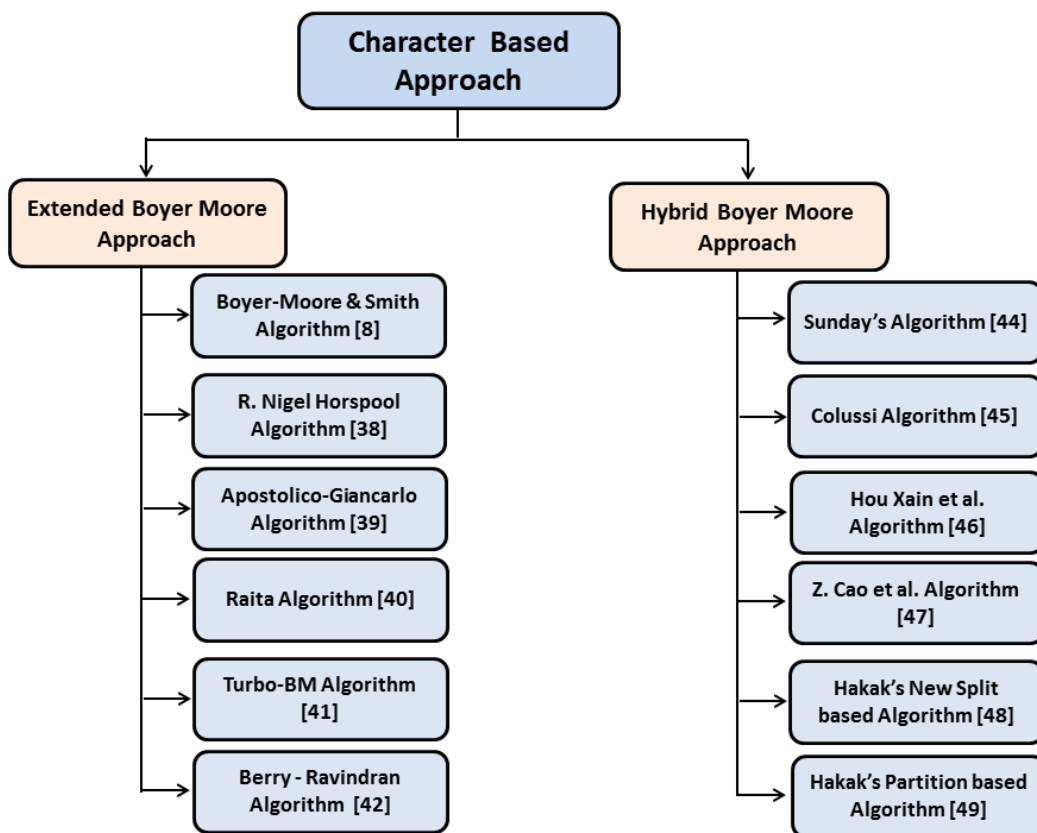 Character Based
Approach
Extended Boyer Moore
Approach
Boyer-Moore & Smith
Algorithm [8]
R. Nigel Horspool
Algorithm [38]
Apostolico-Giancarlo
Algorithm [39]
Raita Algorithm [40]
Turbo-BM Algorithm
[41]
Berry - Ravindran
Algorithm [42]
Hybrid Boyer Moore
Approach
Sunday's Algorithm [44]
Colussi Algorithm [45]
Hou Xain et al.
Algorithm [46]
Z. Cao et al. Algorithm
[47]
Hakak's New Split
based Algorithm [48]
Hakak's Partition based
Algorithm [49]